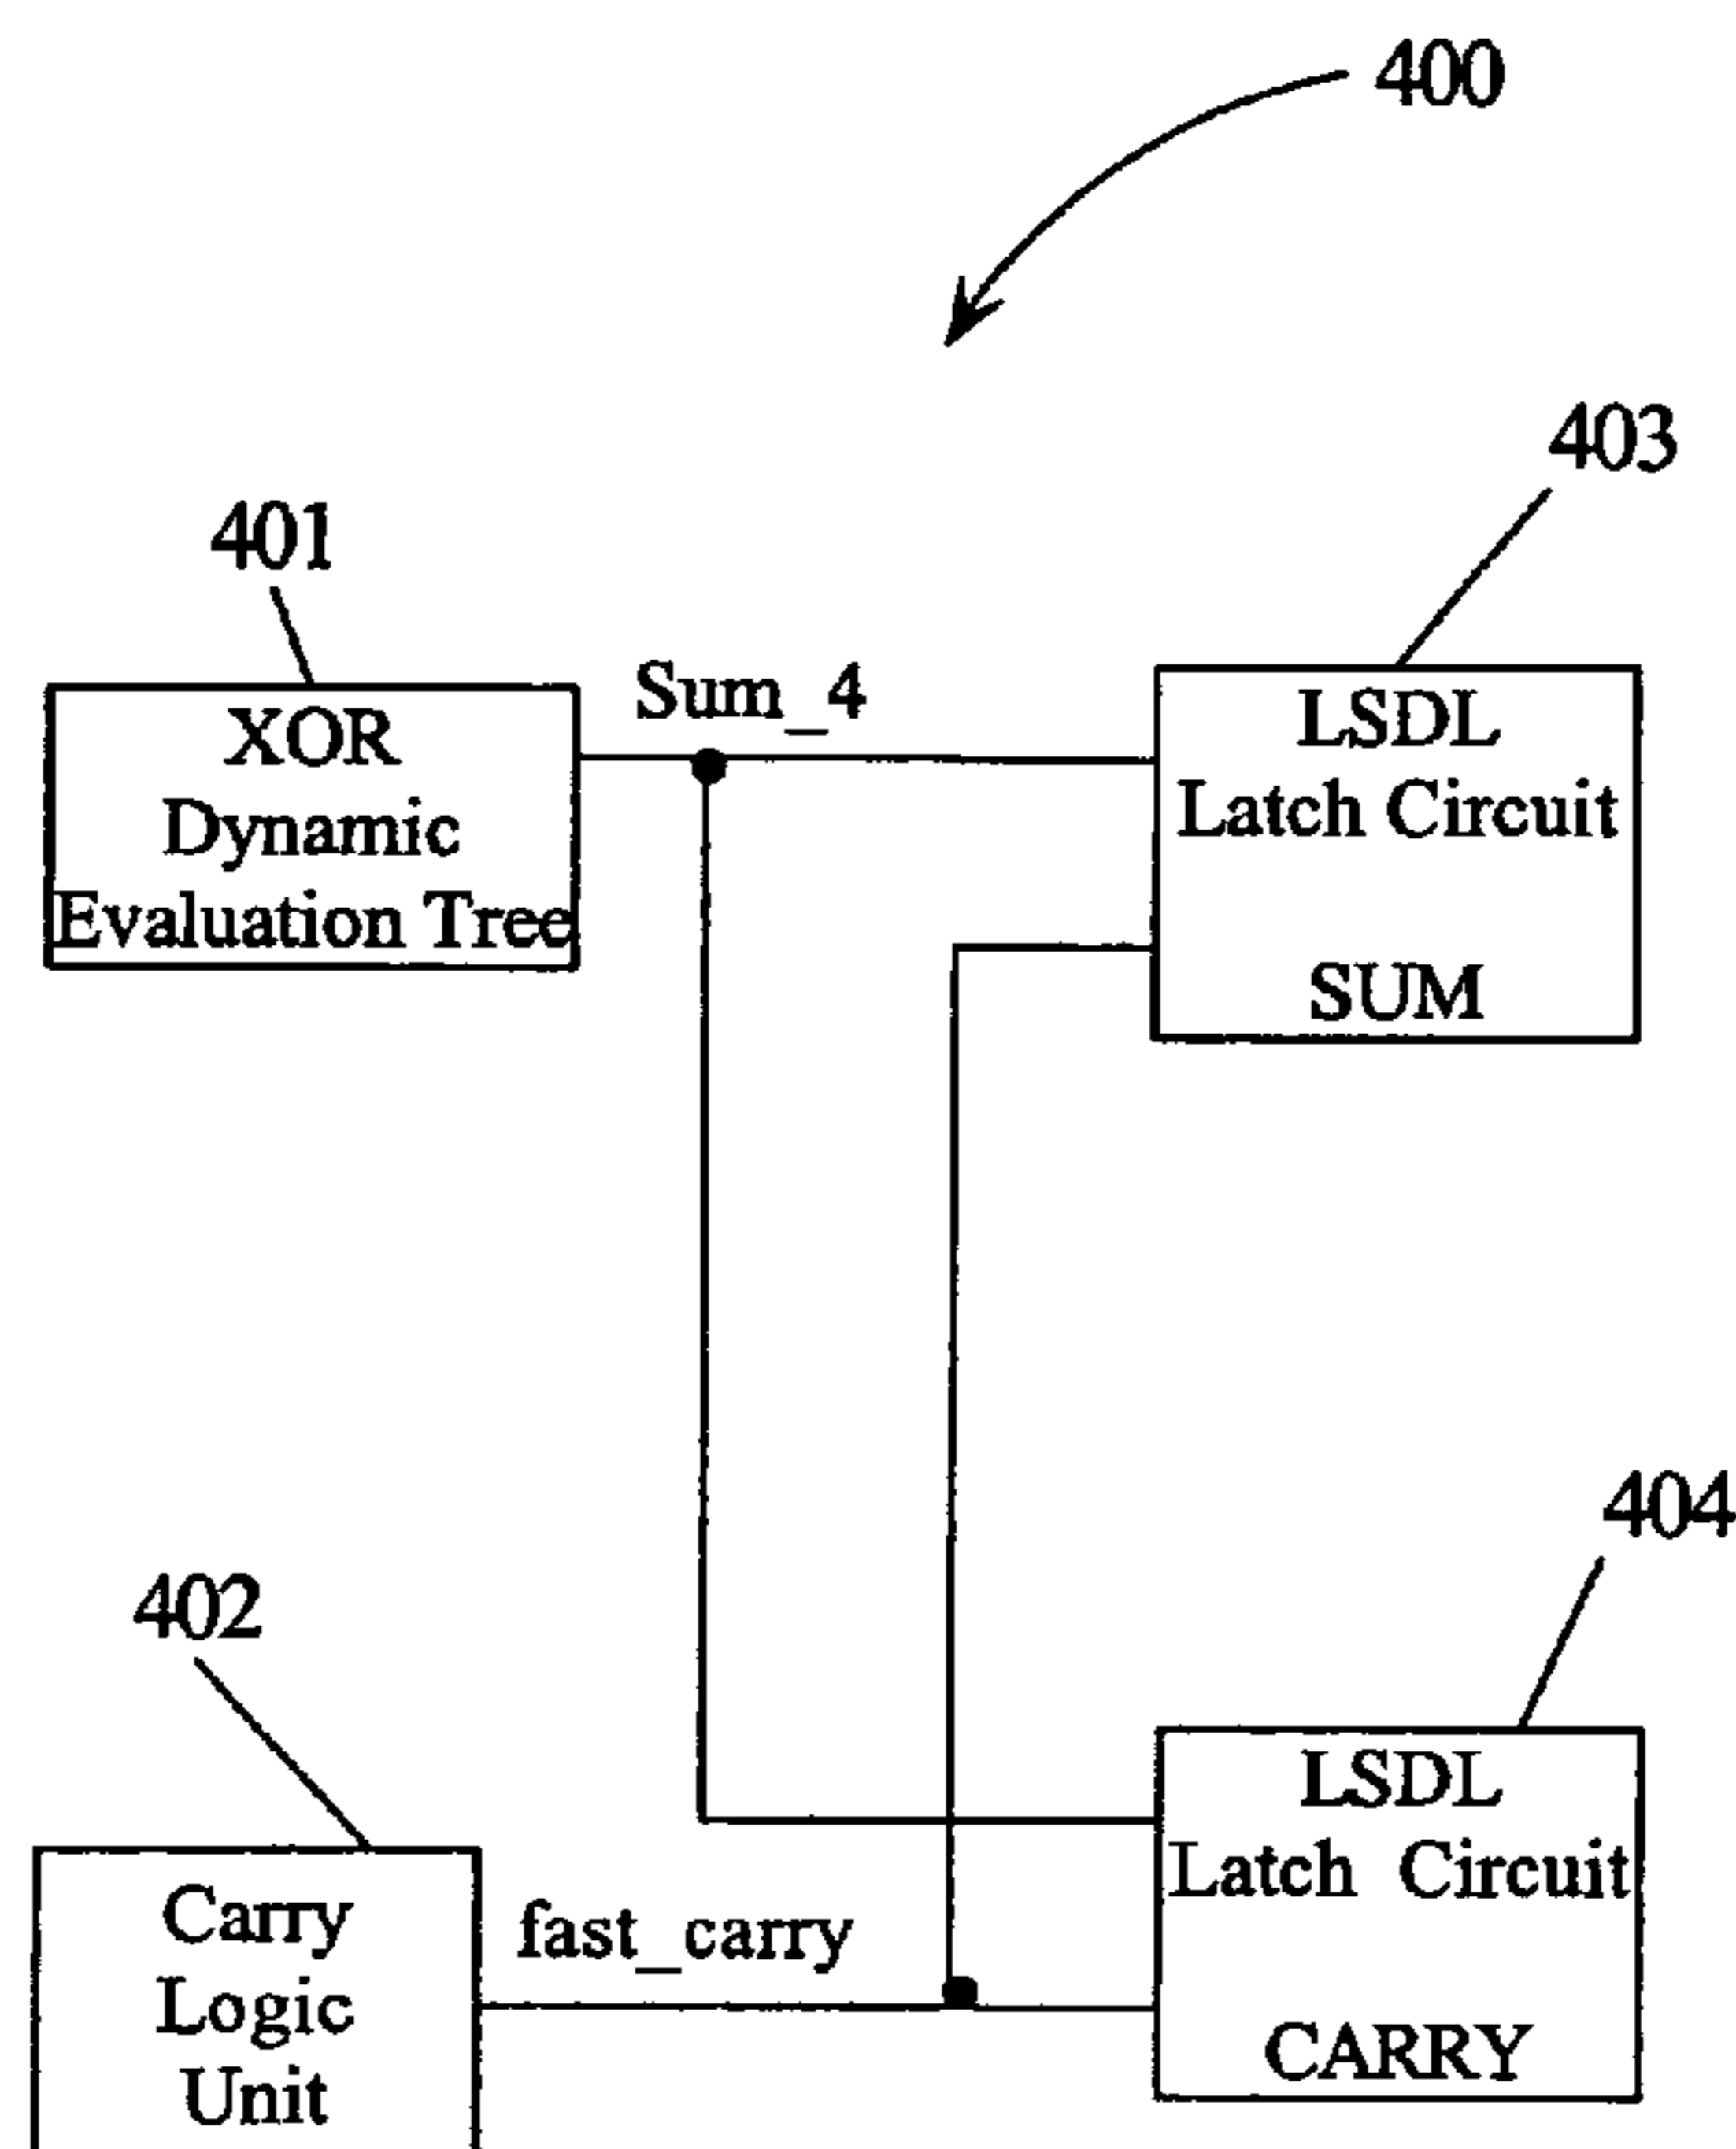 400
403
401
Sum_4
XOR
Dynamic
Evaluation Tree
LSDL
Latch Circuit
SUM
404
402
LSDL
Latch Circuit
CARRY
fast_carry
Carry
Logic
Unit